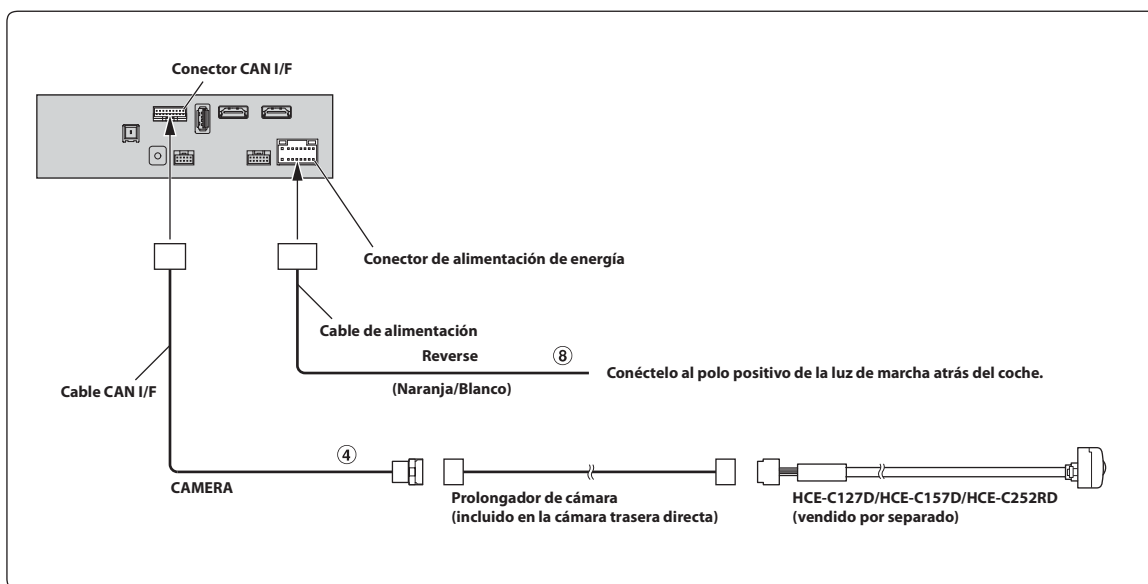 Conector CAN I/F
Conector de alimentación de energía
Cable de alimentación
Reverse
⑧
(Naranja/Blanco)
Conéctelo al polo positivo de la luz de marcha atrás del coche.
Cable CAN I/F
④
CAMERA
Prolongador de cámara
(incluido en la cámara trasera directa)
HCE-C127D/HCE-C157D/HCE-C252RD
(vendido por separado)